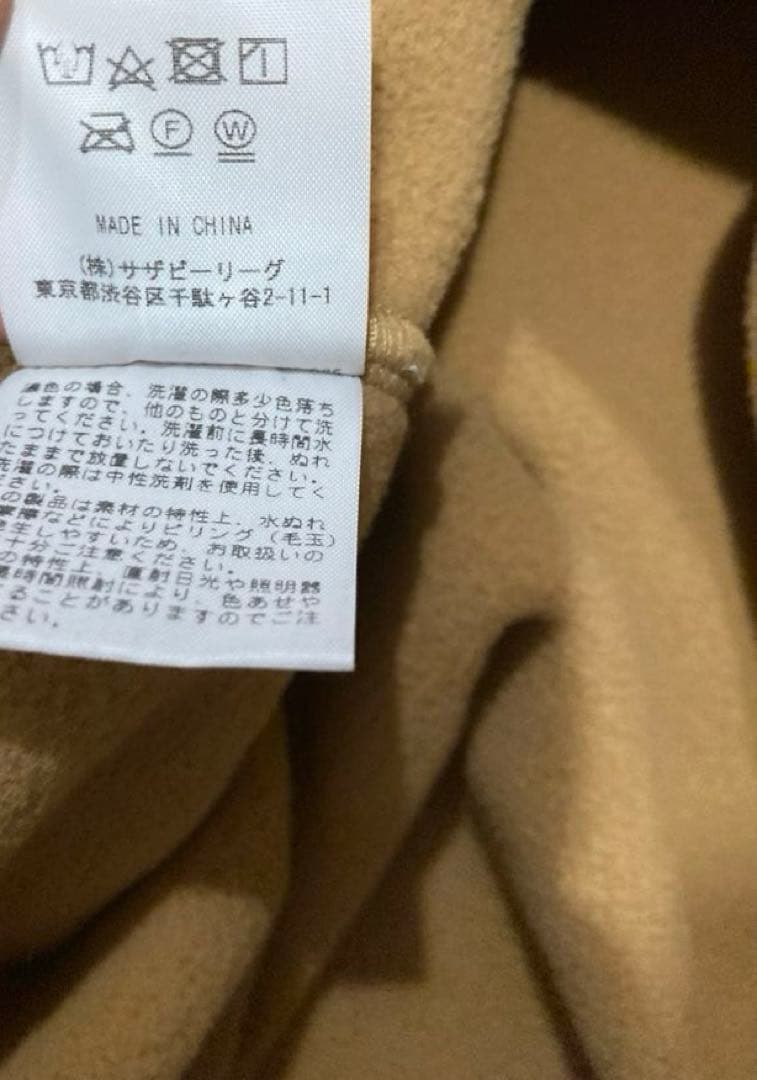 F W
MADE IN CHINA
(株)サザビーリーグ
東京都渋谷区千駄ヶ谷2-11-1
濃色の場合、洗濯の際多少色落ち
しますので、他のものと分けて洗
ってください。洗濯前に長時間水
につけておいたり洗った後、ぬれ
たままで放置しないでください。
洗濯の際は中性洗剤を使用してく
ださい。
の製品は素材の特性上、水ぬれ
摩擦などによりピリング(毛玉)
発生しやすいため、お取扱いの
十分ご注意ください。
の特性上、直射日光や照明器
長時間照射により、色あせや
ることがありますのでご注
さい。